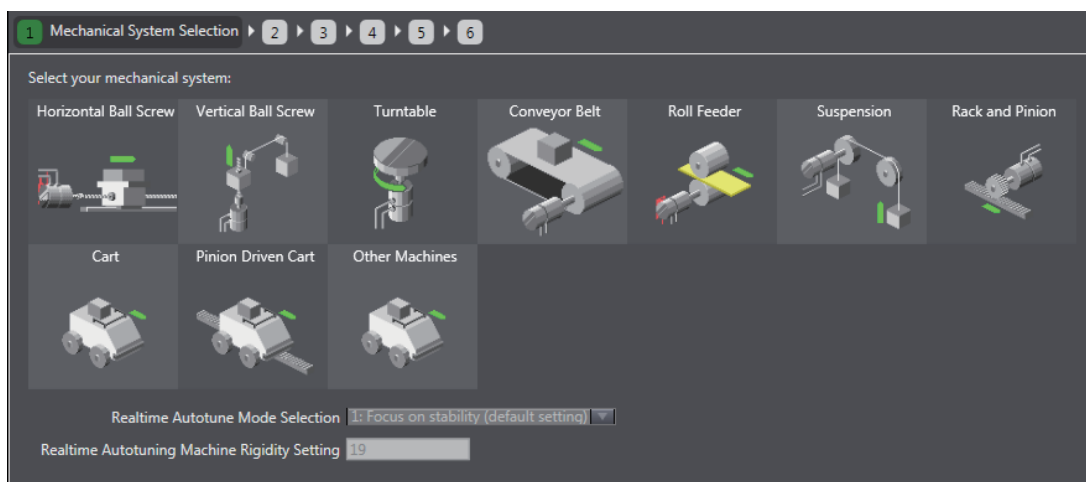 1 Mechanical System Selection 2 3 4 5 6
Select your mechanical system:
Horizontal Ball Screw Vertical Ball Screw Turntable Conveyor Belt Roll Feeder Suspension Rack and Pinion
Cart Pinion Driven Cart Other Machines
Realtime Autotune Mode Selection 1: Focus on stability (default setting)
Realtime Autotuning Machine Rigidity Setting 19